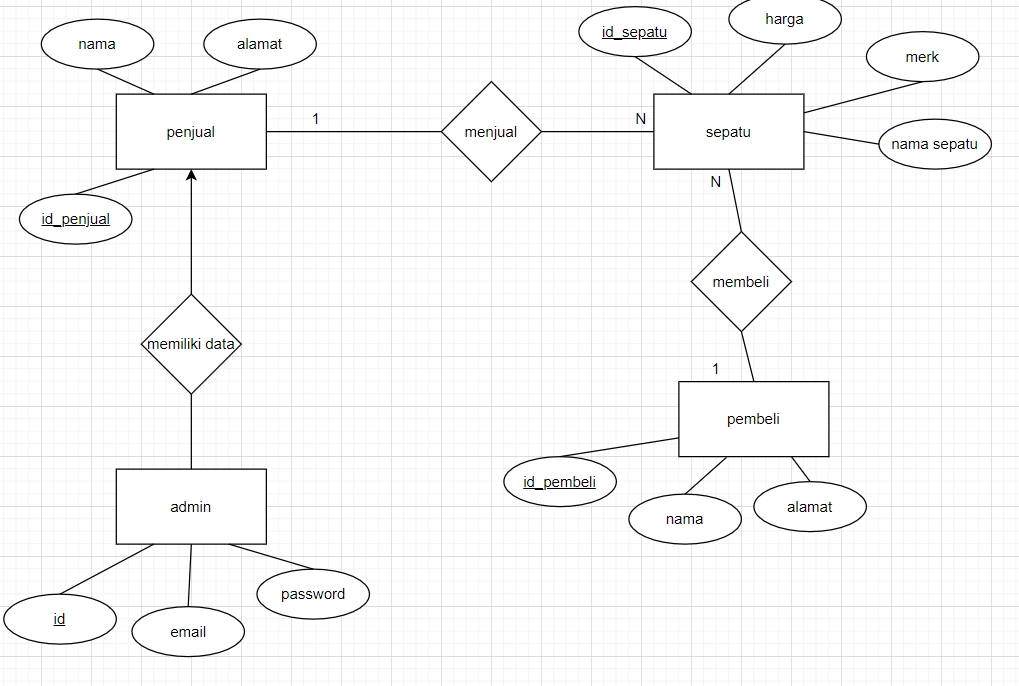 nama
alamat
id_sepatu
harga
merk
penjual
1
menjual
N
sepatu
nama sepatu
id_penjual
N
membeli
memiliki data
1
pembeli
id_pembeli
nama
alamat
admin
id
email
password